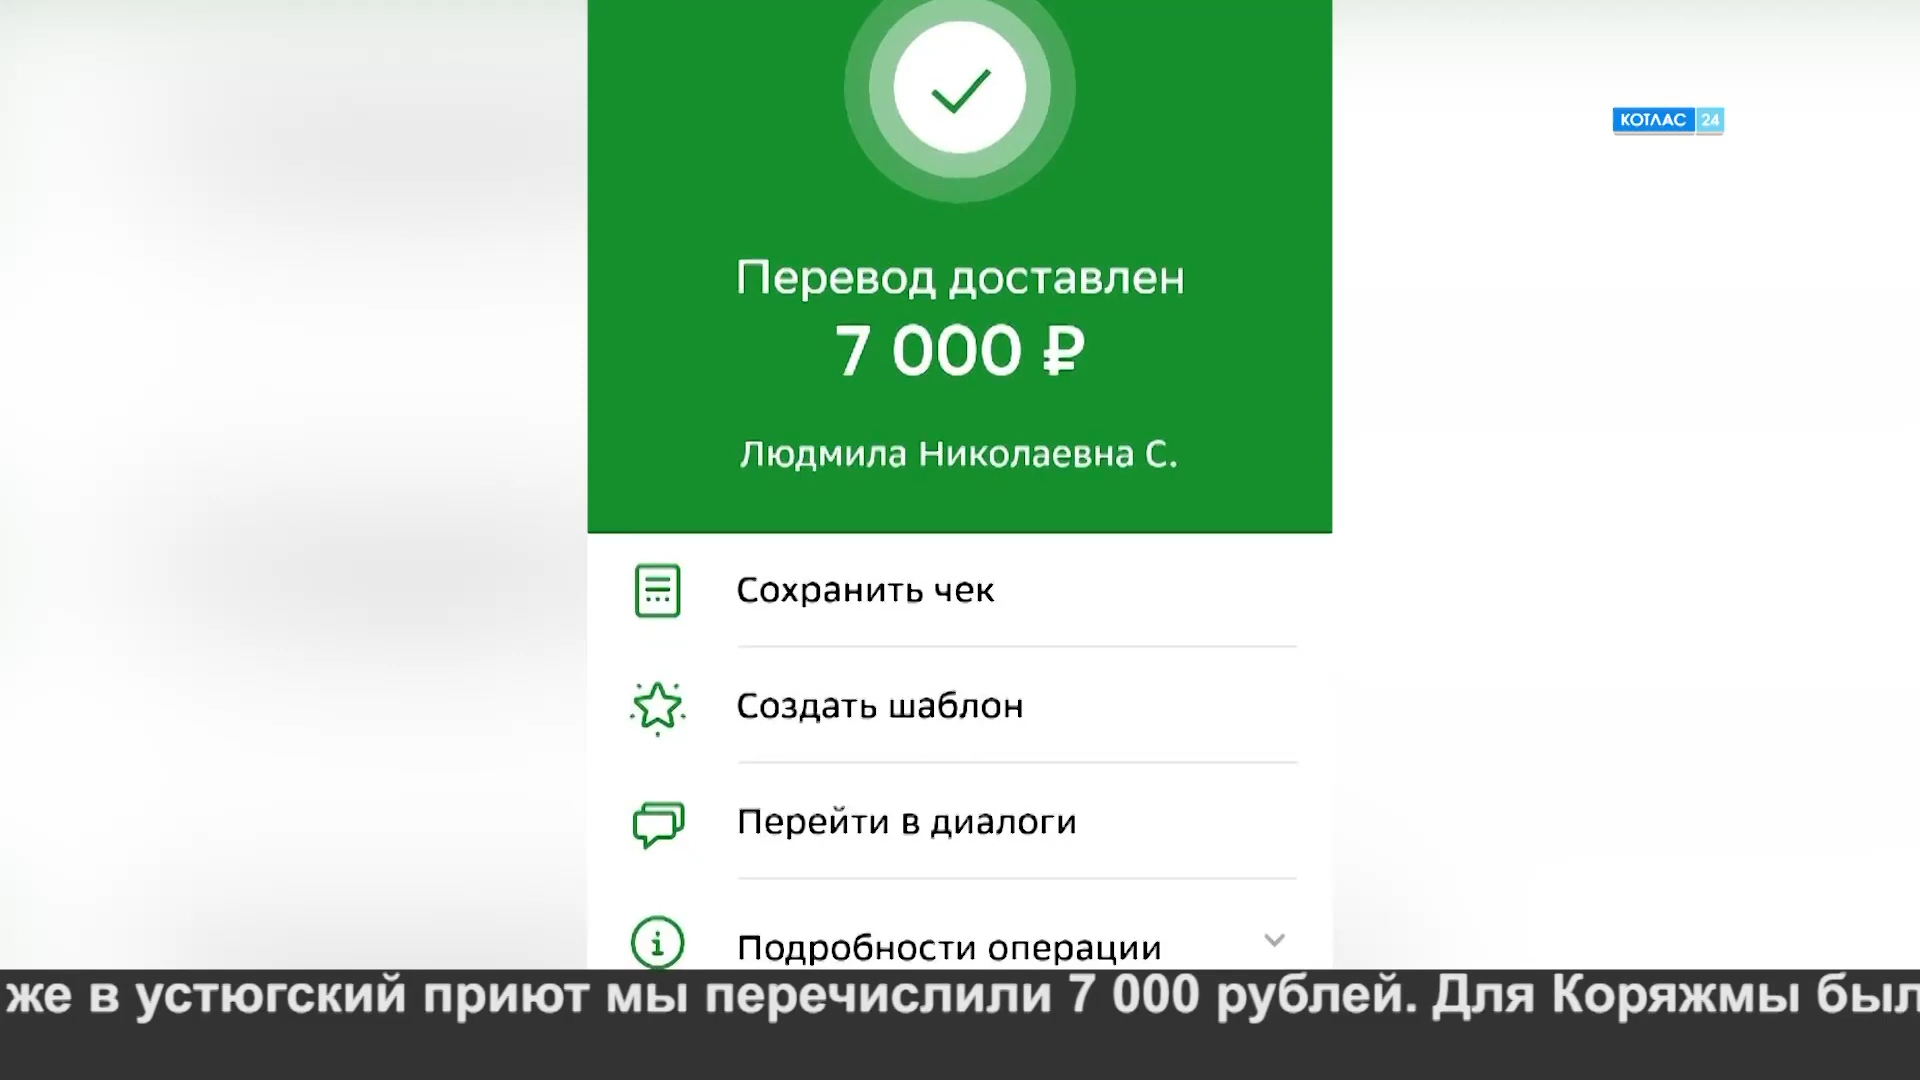 КОТЛАС 24
Перевод доставлен
7 000 ₽
Людмила Николаевна С.
Сохранить чек
Создать шаблон
Перейти в диалоги
Подробности операции
же в устюгский приют мы перечислили 7 000 рублей. Для Коряжмы был